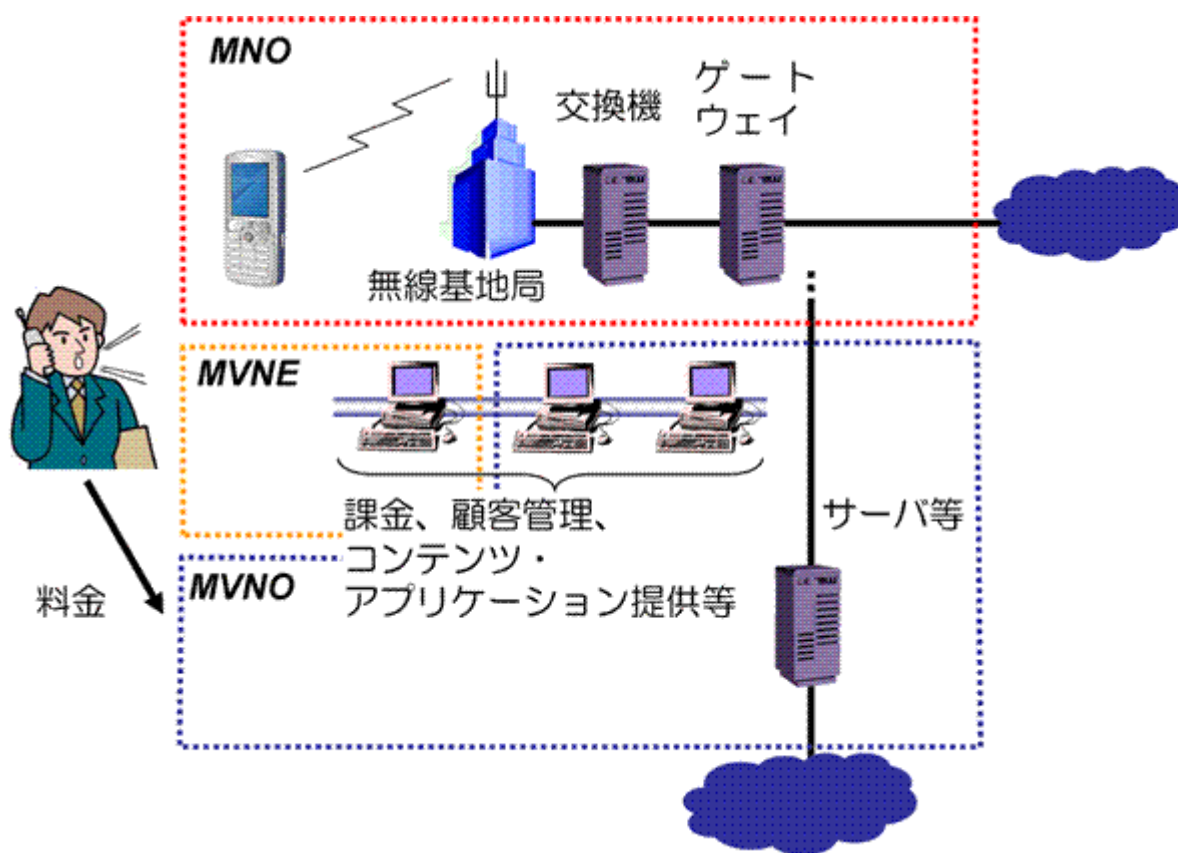 MNO
交換機
ゲート
ウェイ
無線基地局
MVNE
課金、顧客管理、
コンテンツ・
アプリケーション提供等
サーバ等
MVNO
料金